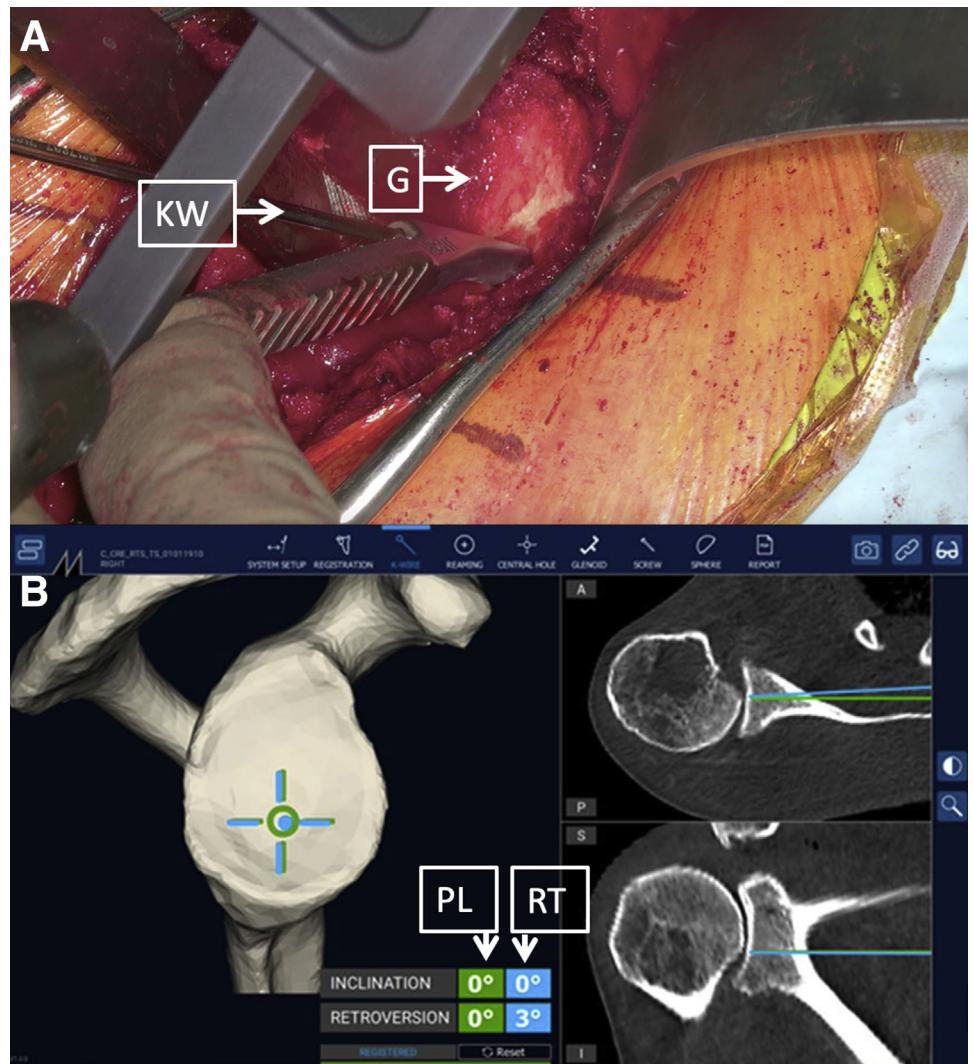 A
G
KW
B
C_CRE_RTS_TS_01011910
RIGHT
SYSTEM SETUP
REGISTRATION
K-WIRE
REAMING
CENTRAL HOLE
GLENOID
SCREW
SPHERE
REPORT
A
P
S
I
PL
RT
INCLINATION 0° 0°
RETROVERSION 0° 3°
REGISTERED
Reset